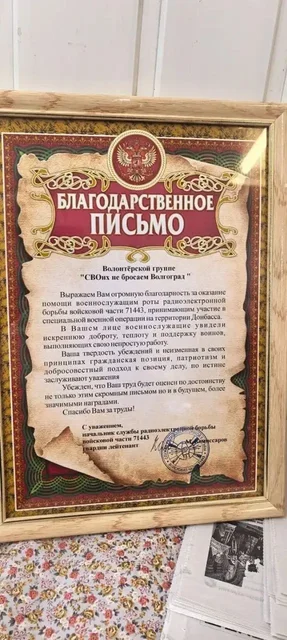 БЛАГОДАРСТВЕННОЕ
ПИСЬМО
Волонтёрской группе
"СВОих не бросаем Волгоград"
Выражаем Вам огромную благодарность за оказание
помощи военнослужащим роты радиоэлектронной
борьбы войсковой части 71443, принимающим участие в
специальной военной операции на территории Донбасса.
В Вашем лице военнослужащие увидели
искреннюю доброту, теплоту и поддержку воинов,
выполняющих свою непростую работу.
Ваша твердость убеждений и неизменная в своих
принципах гражданская позиция, патриотизм и
добросовестный подход к своему делу, по истине
заслуживают уважения
Убежден, что Ваш труд будет оценен по достоинству
не только этим скромным письмом но и в будущем, более
значимыми наградами.
Спасибо Вам за труды!
С уважением,
начальник службы радиоэлектронной борьбы
войсковой части 71443
гвардии лейтенант